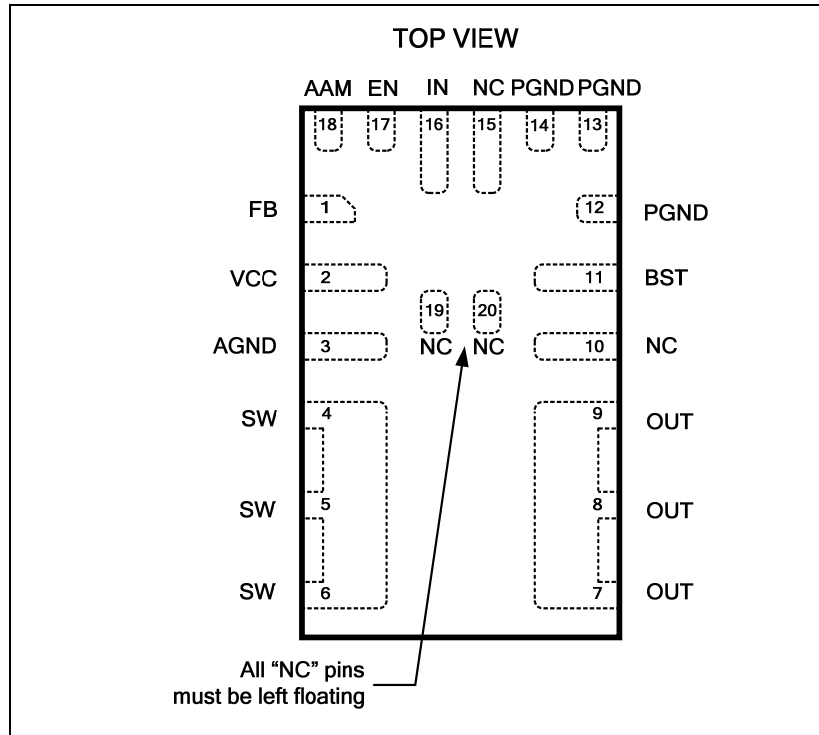 TOP VIEW
AAM EN IN NC PGND PGND
18 17 16 15 14 13
FB 1 12 PGND
VCC 2 11 BST
19 20
AGND 3 NC NC 10 NC
SW 4 9 OUT
SW 5 8 OUT
SW 6 7 OUT
All “NC” pins
must be left floating